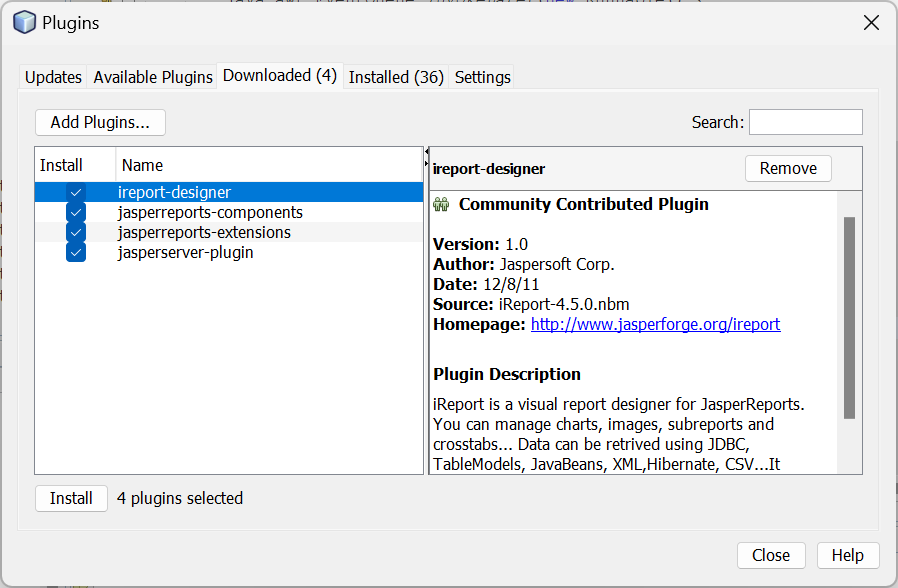 Plugins
Updates Available Plugins Downloaded (4) Installed (36) Settings
Add Plugins...
Search:
Install Name
ireport-designer
jasperreports-components
jasperreports-extensions
jasperserver-plugin
ireport-designer
Remove
Community Contributed Plugin
Version: 1.0
Author: Jaspersoft Corp.
Date: 12/8/11
Source: iReport-4.5.0.nbm
Homepage: http://www.jasperforge.org/ireport
Plugin Description
iReport is a visual report designer for JasperReports.
You can manage charts, images, subreports and
crosstabs... Data can be retrived using JDBC,
TableModels, JavaBeans, XML,Hibernate, CSV...It
Install 4 plugins selected
Close Help